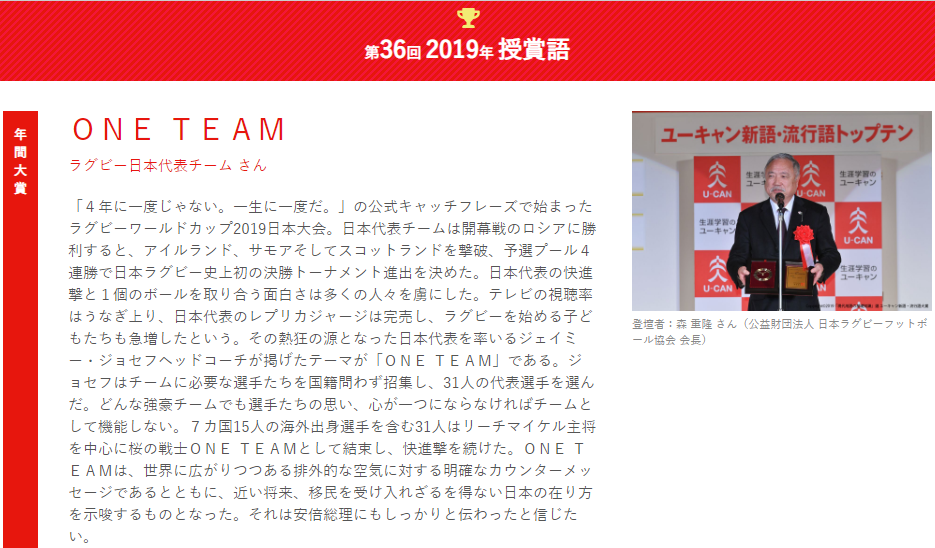 第36回 2019年 授賞語
年間大賞
ＯＮＥ ＴＥＡＭ
ラグビー日本代表チーム さん
「４年に一度じゃない。一生に一度だ。」の公式キャッチフレーズで始まった
ラグビーワールドカップ2019日本大会。日本代表チームは開幕戦のロシアに勝
利すると、アイルランド、サモアそしてスコットランドを撃破、予選プール４
連勝で日本ラグビー史上初の決勝トーナメント進出を決めた。日本代表の快進
撃と１個のボールを取り合う面白さは多くの人々を虜にした。テレビの視聴率
はうなぎ上り、日本代表のレプリカジャージは完売し、ラグビーを始める子ど
もたちも急増したという。その熱狂の源となった日本代表を率いるジェイミ
ー・ジョセフヘッドコーチが掲げたテーマが「ＯＮＥ ＴＥＡＭ」である。ジ
ョセフはチームに必要な選手たちを国籍問わず招集し、31人の代表選手を選ん
だ。どんな強豪チームでも選手たちの思い、心が一つにならなければチームと
して機能しない。７カ国15人の海外出身選手を含む31人はリーチマイケル主将
を中心に桜の戦士ＯＮＥ ＴＥＡＭとして結束し、快進撃を続けた。ＯＮＥ Ｔ
ＥＡＭは、世界に広がりつつある排外的な空気に対する明確なカウンターメッ
セージであるとともに、近い将来、移民を受け入れざるを得ない日本の在り方
を示唆するものとなった。それは安倍総理にもしっかりと伝わったと信じた
い。
ユーキャン新語・流行語トップテン
生涯学習の
ユーキャン
U-CAN
生涯学習の
ユーキャン
U-CAN
生涯学習の
U-CAN
U-CAN
生涯学習の
ユーキャン
登壇者：森 重隆 さん（公益財団法人 日本ラグビーフットボ
ール協会 会長）